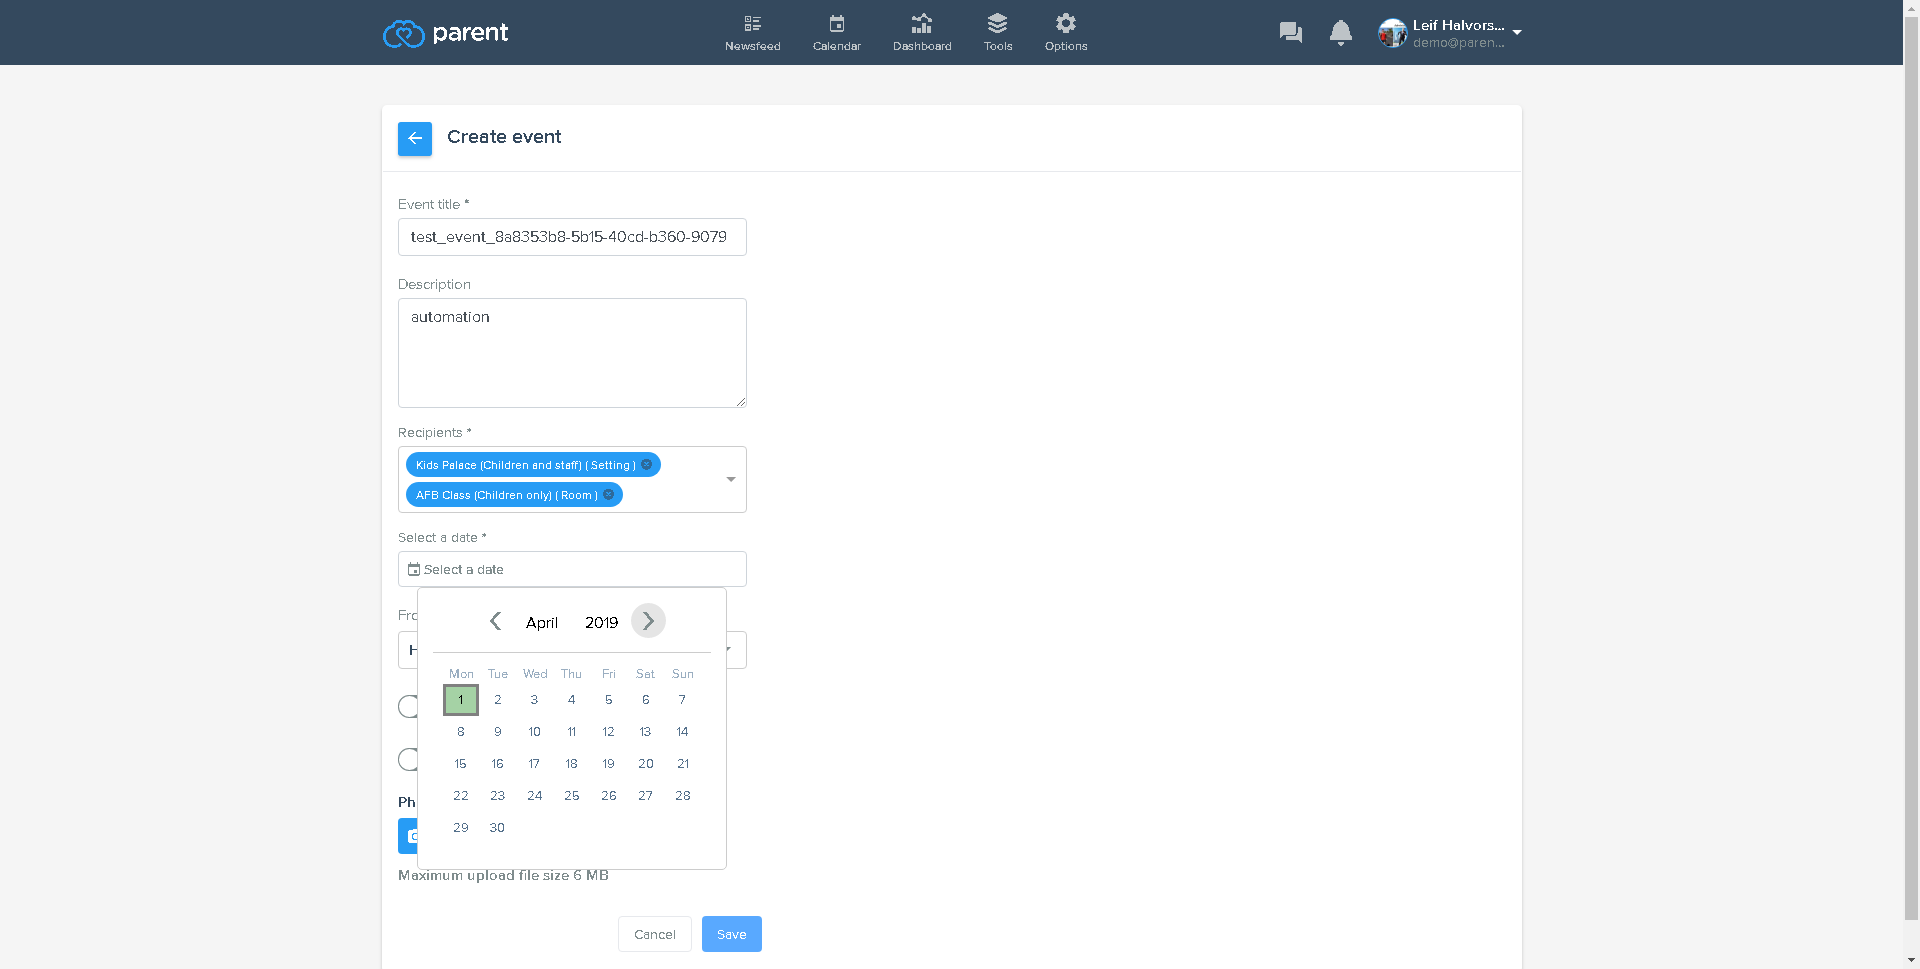 parent
Newsfeed
Calendar
Dashboard
Tools
Options
Leif Halvors...
demo@paren...
Create event
Event title *
test_event_8a8353b8-5b15-40cd-b360-9079
Description
automation
Recipients *
Kids Palace (Children and staff) ( Setting )
AFB Class (Children only) ( Room )
Select a date *
Select a date
April 2019
Mon Tue Wed Thu Fri Sat Sun
1 2 3 4 5 6 7
8 9 10 11 12 13 14
15 16 17 18 19 20 21
22 23 24 25 26 27 28
29 30
Maximum upload file size 6 MB
Cancel
Save